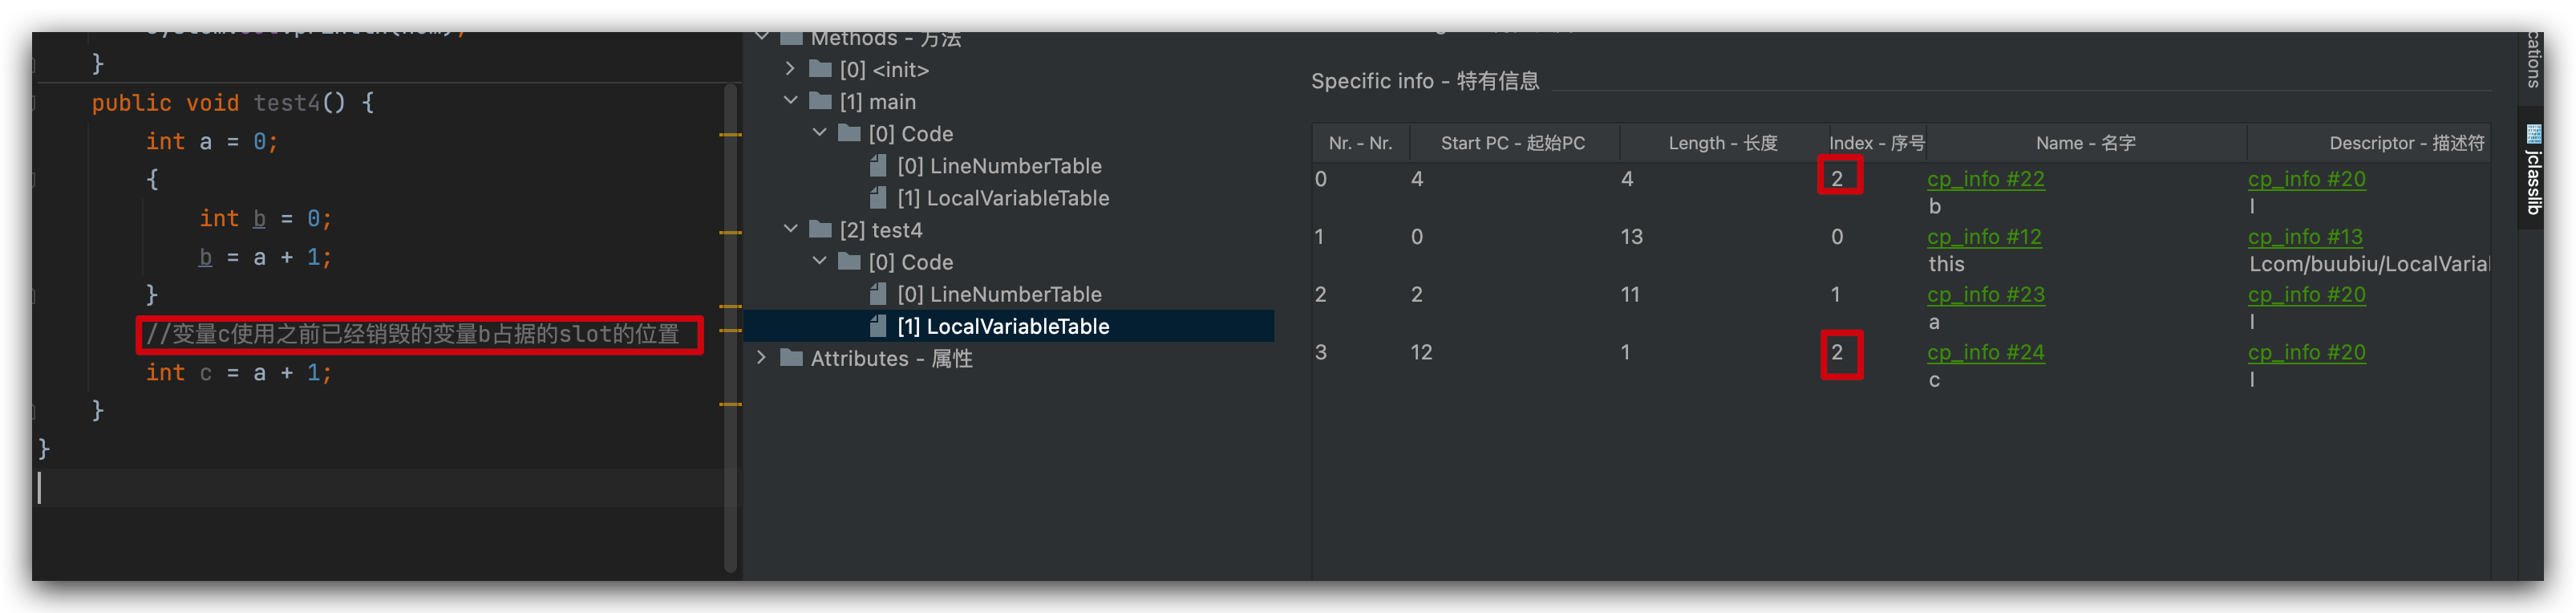 }
public void test4() {
int a = 0;
{
int b = 0;
b = a + 1;
}
//变量c使用之前已经销毁的变量b占据的slot的位置
int c = a + 1;
}
}
Methods - 方法
[0] <init>
[1] main
[0] Code
[0] LineNumberTable
[1] LocalVariableTable
[2] test4
[0] Code
[0] LineNumberTable
[1] LocalVariableTable
Attributes - 属性
Specific info - 特有信息
Nr. - Nr. Start PC - 起始PC Length - 长度 Index - 序号 Name - 名字 Descriptor - 描述符
0 4 4 2 cp_info #22 cp_info #20
b I
1 0 13 0 cp_info #12 cp_info #13
this Lcom/buubiu/LocalVaria
2 2 11 1 cp_info #23 cp_info #20
a I
3 12 1 2 cp_info #24 cp_info #20
c I
cations
jclasslib